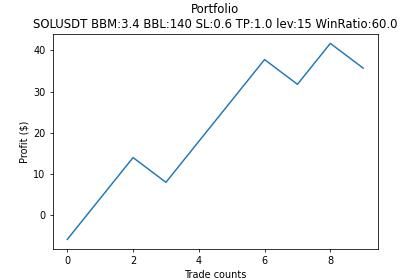 Portfolio
SOLUSDT BBM:3.4 BBL:140 SL:0.6 TP:1.0 lev:15 WinRatio:60.0
40
30
20
10
0
Profit ($)
0 2 4 6 8
Trade counts